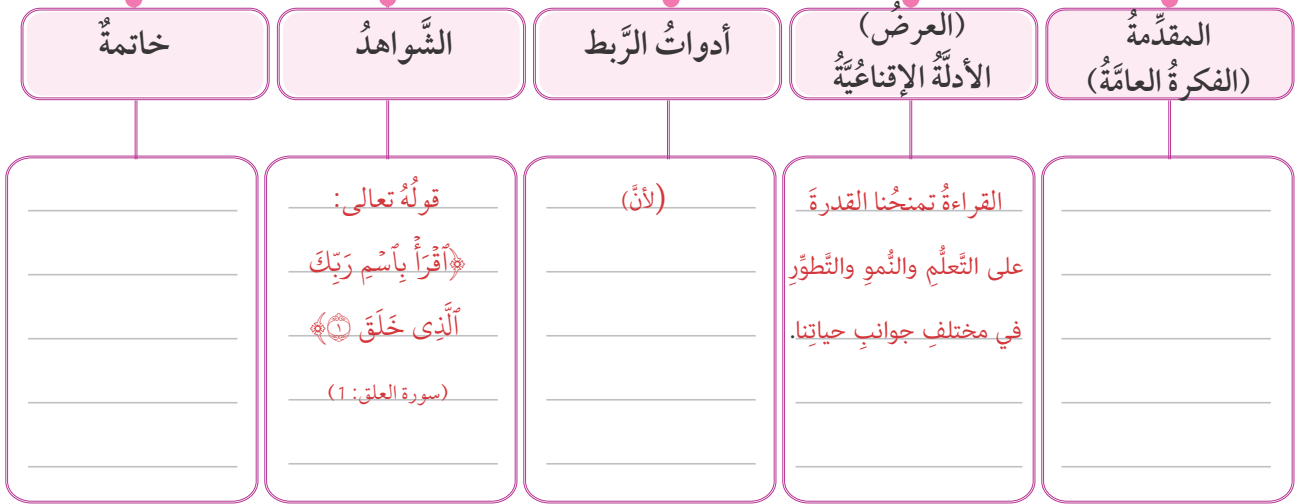 المقدِّمةُ
(الفكرةُ العامَّةُ)
(العرضُ)
الأدلَّةُ الإقناعُيَّةُ
أدواتُ الرَّبط
الشَّواهدُ
خاتمةٌ
القراءةُ تمنحُنا القدرةَ
على التَّعلُّمِ والنُّموِ والتَّطوِّرِ
في مختلفِ جوانبِ حياتِنا.
(لأنَّ)
قولُهُ تعالى:
﴿ٱقۡرَأۡ بِٱسۡمِ رَبِّكَ
ٱلَّذِی خَلَقَ ۝١﴾
(سورة العلق: 1)